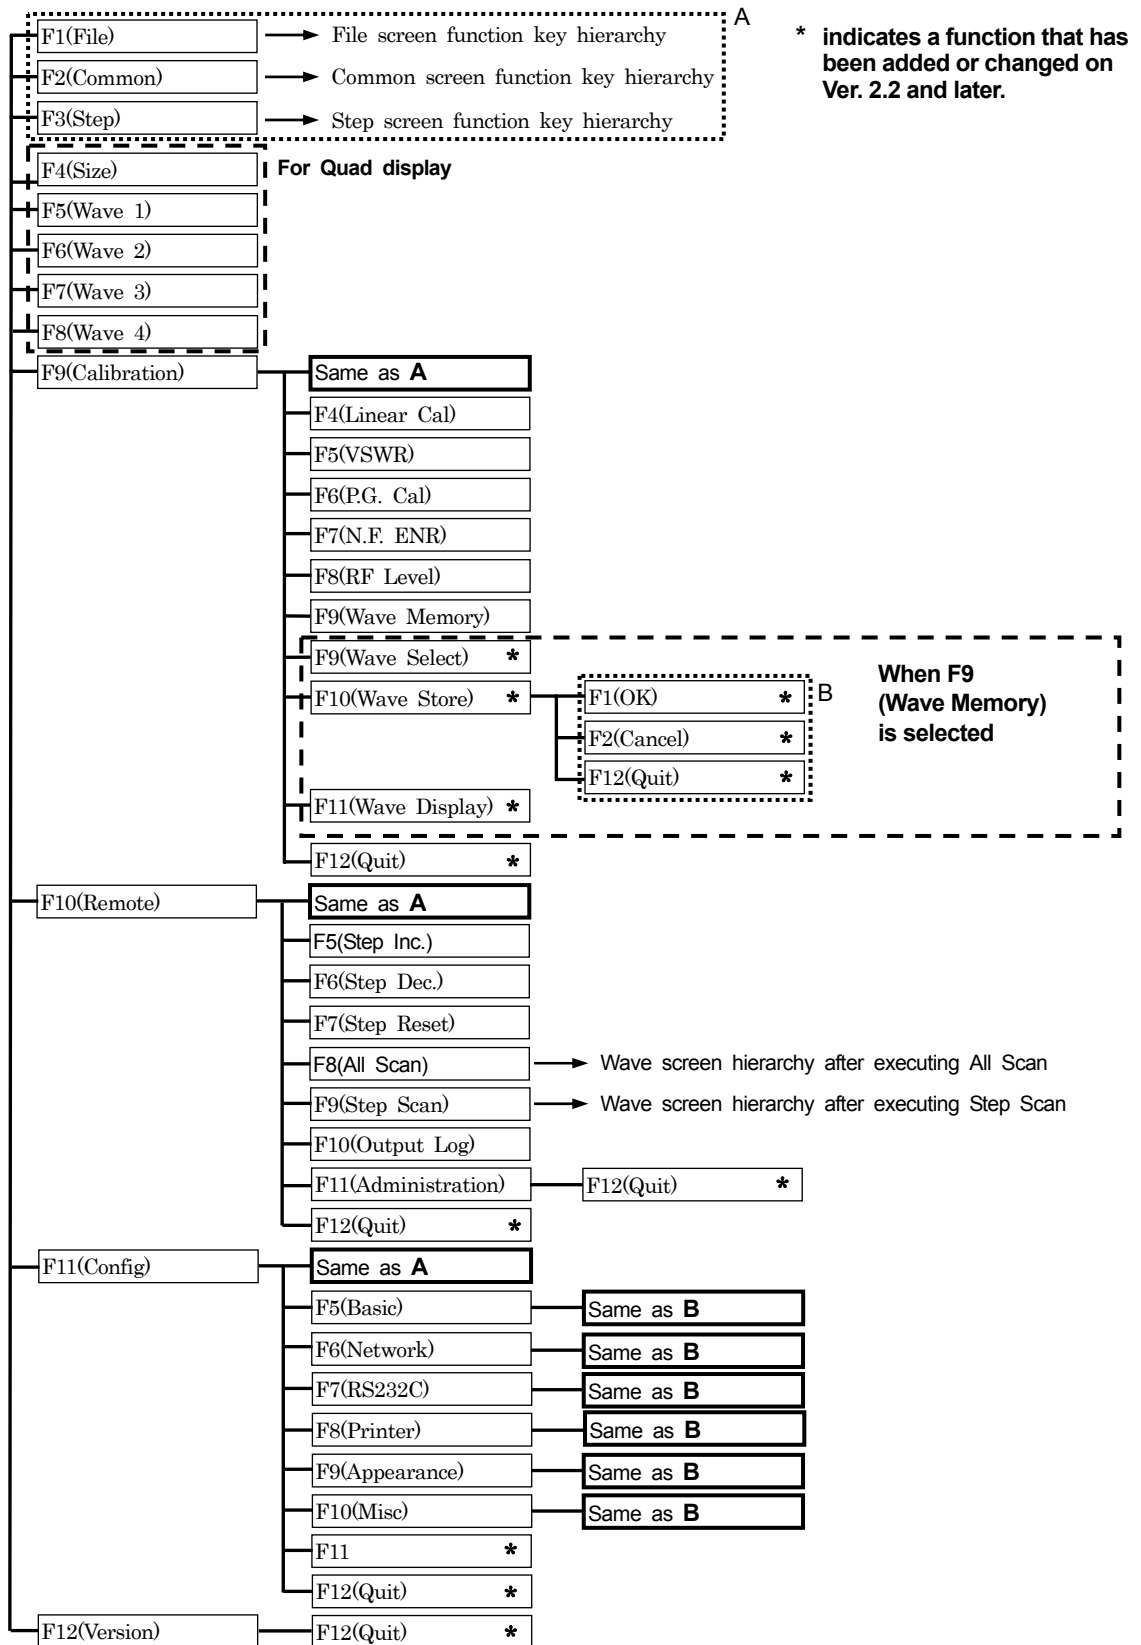 A
F1(File)
File screen function key hierarchy
F2(Common)
Common screen function key hierarchy
F3(Step)
Step screen function key hierarchy
* indicates a function that has
been added or changed on
Ver. 2.2 and later.
F4(Size)
For Quad display
F5(Wave 1)
F6(Wave 2)
F7(Wave 3)
F8(Wave 4)
F9(Calibration)
Same as A
F4(Linear Cal)
F5(VSWR)
F6(P.G. Cal)
F7(N.F. ENR)
F8(RF Level)
F9(Wave Memory)
F9(Wave Select) *
F10(Wave Store) *
F1(OK) *
B
F2(Cancel) *
F12(Quit) *
When F9
(Wave Memory)
is selected
F11(Wave Display) *
F12(Quit) *
F10(Remote)
Same as A
F5(Step Inc.)
F6(Step Dec.)
F7(Step Reset)
F8(All Scan)
Wave screen hierarchy after executing All Scan
F9(Step Scan)
Wave screen hierarchy after executing Step Scan
F10(Output Log)
F11(Administration)
F12(Quit) *
F12(Quit) *
F11(Config)
Same as A
F5(Basic)
Same as B
F6(Network)
Same as B
F7(RS232C)
Same as B
F8(Printer)
Same as B
F9(Appearance)
Same as B
F10(Misc)
Same as B
F11 *
F12(Quit) *
F12(Version)
F12(Quit) *